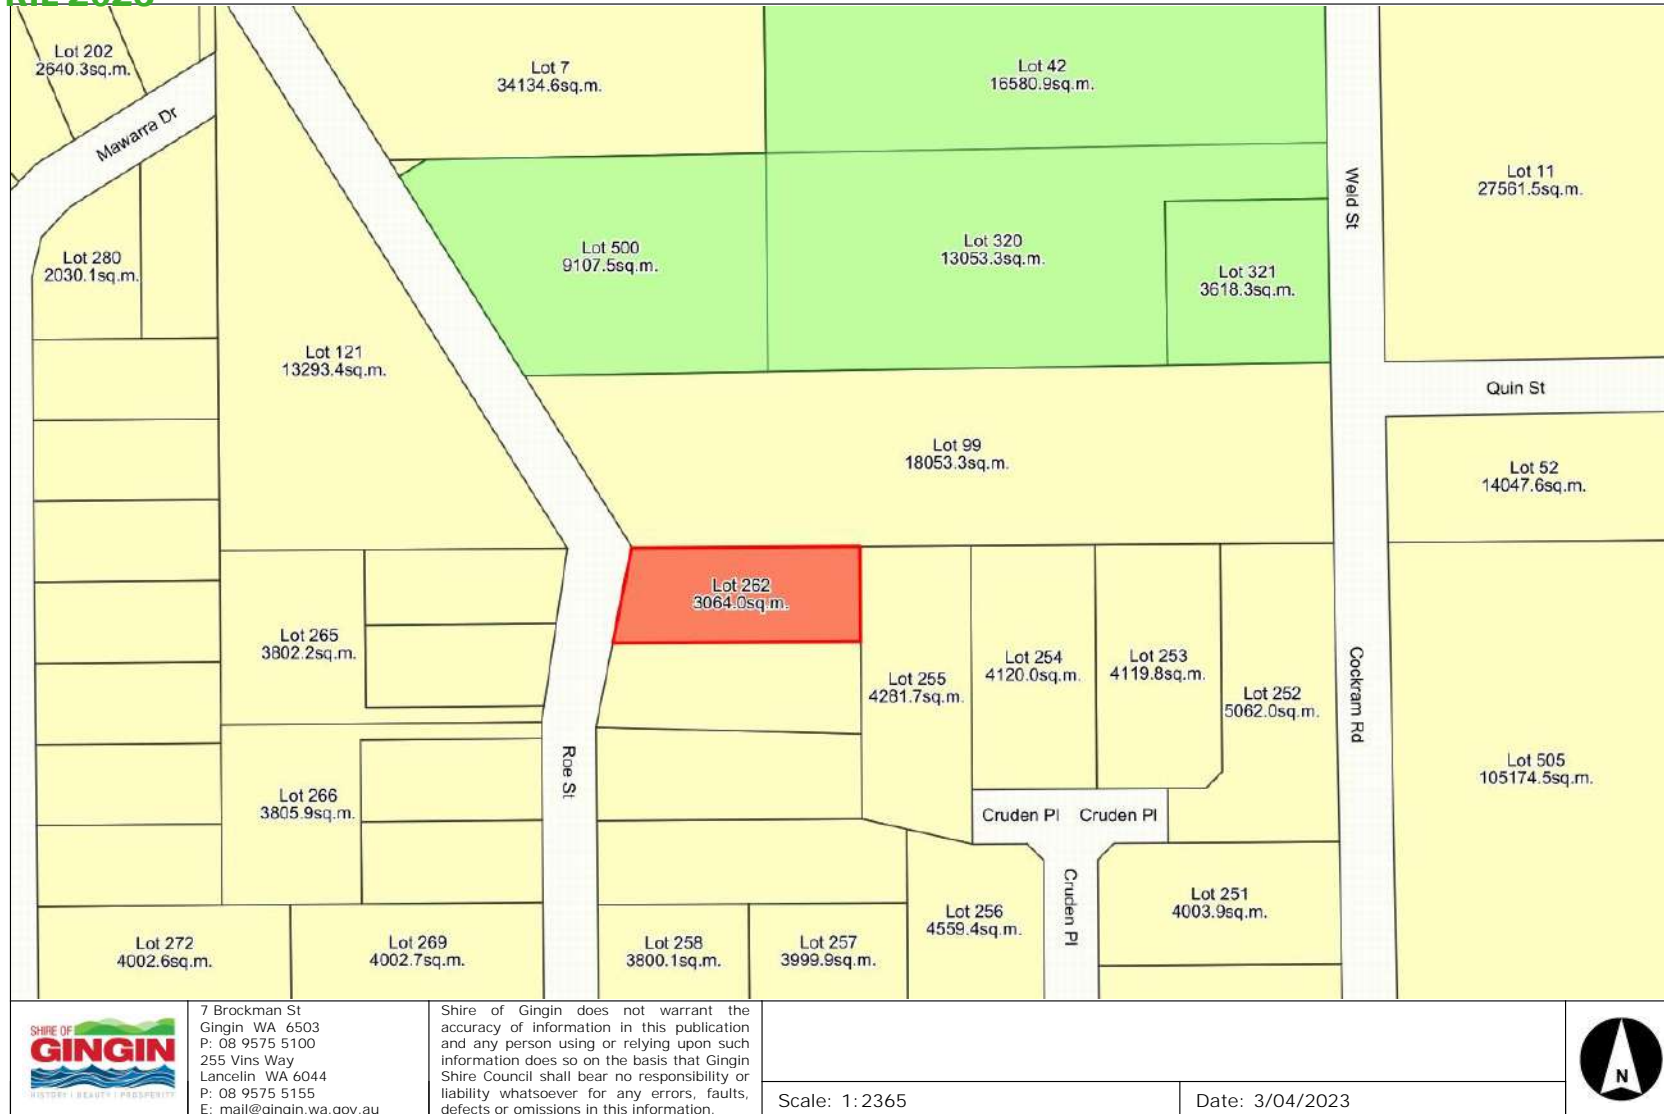 RIL 2023
Lot 202
2640.3sq.m.
Lot 7
34134.6sq.m.
Lot 42
16580.9sq.m.
Mawarra Dr
Weld St
Lot 11
27561.5sq.m.
Lot 280
2030.1sq.m.
Lot 500
9107.5sq.m.
Lot 320
13053.3sq.m.
Lot 321
3618.3sq.m.
Lot 121
13293.4sq.m.
Quin St
Lot 99
18053.3sq.m.
Lot 52
14047.6sq.m.
Lot 262
3064.0sq.m.
Lot 265
3802.2sq.m.
Lot 255
4281.7sq.m.
Lot 254
4120.0sq.m.
Lot 253
4119.8sq.m.
Lot 252
5062.0sq.m.
Cockram Rd
Roe St
Lot 505
105174.5sq.m.
Lot 266
3805.9sq.m.
Cruden Pl Cruden Pl
Cruden Pl
Lot 251
4003.9sq.m.
Lot 256
4559.4sq.m.
Lot 272
4002.6sq.m.
Lot 269
4002.7sq.m.
Lot 258
3800.1sq.m.
Lot 257
3999.9sq.m.
SHIRE OF
GINGIN
HISTORY | BEAUTY | PROSPERITY
7 Brockman St
Gingin WA 6503
P: 08 9575 5100
255 Vins Way
Lancelin WA 6044
P: 08 9575 5155
E: mail@gingin.wa.gov.au
Shire of Gingin does not warrant the
accuracy of information in this publication
and any person using or relying upon such
information does so on the basis that Gingin
Shire Council shall bear no responsibility or
liability whatsoever for any errors, faults,
defects or omissions in this information.
Scale: 1:2365
Date: 3/04/2023
N